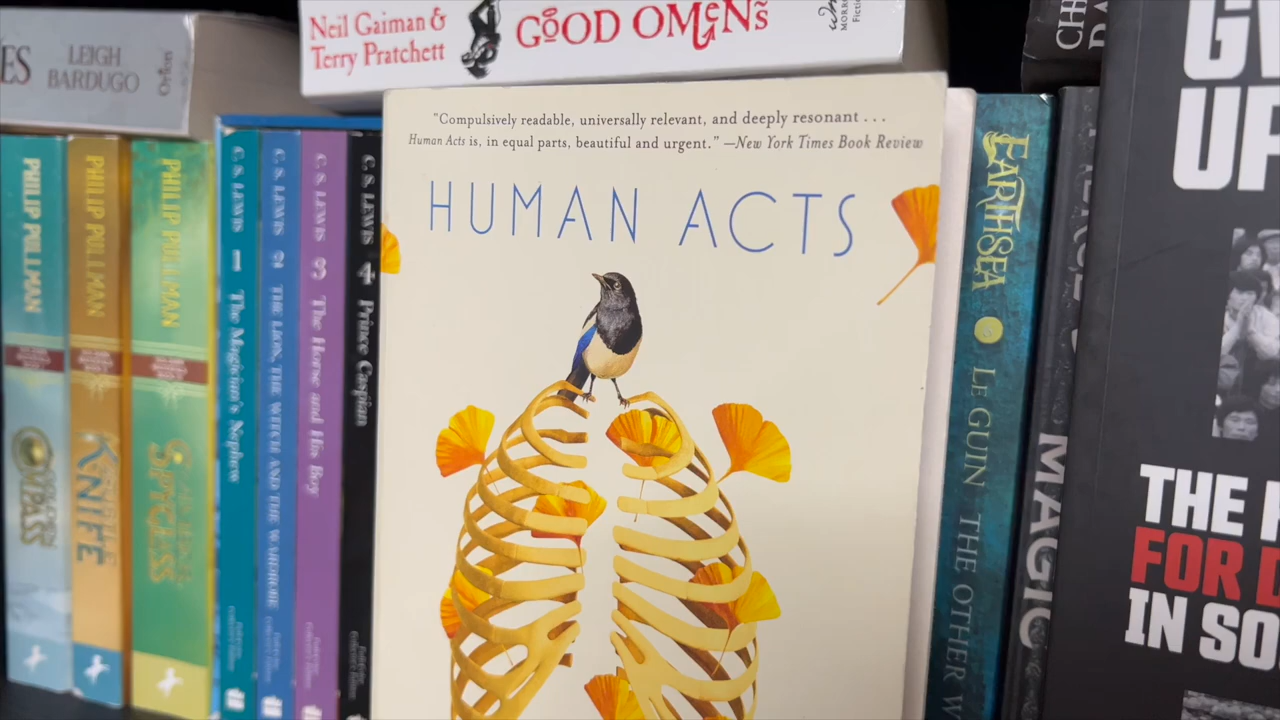 ES
LEIGH
BARDUGO
Neil Gaiman &
Terry Pratchett
GOOD OMENS
"Compulsively readable, universally relevant, and deeply resonant . . .
Human Acts is, in equal parts, beautiful and urgent." —New York Times Book Review
HUMAN ACTS
PHILIP PULLMAN
PHILIP PULLMAN
KNIFE
PHILIP PULLMAN
C. S. LEWIS 1 The Magician's Nephew
C. S. LEWIS 2 THE LION, THE WITCH AND THE WARDROBE
C. S. LEWIS 3 The Horse and His Boy
C. S. LEWIS 4 Prince Caspian
EARTHSEA
LE GUIN THE OTHER W
MAGIC
UP
THE
FOR
IN SO